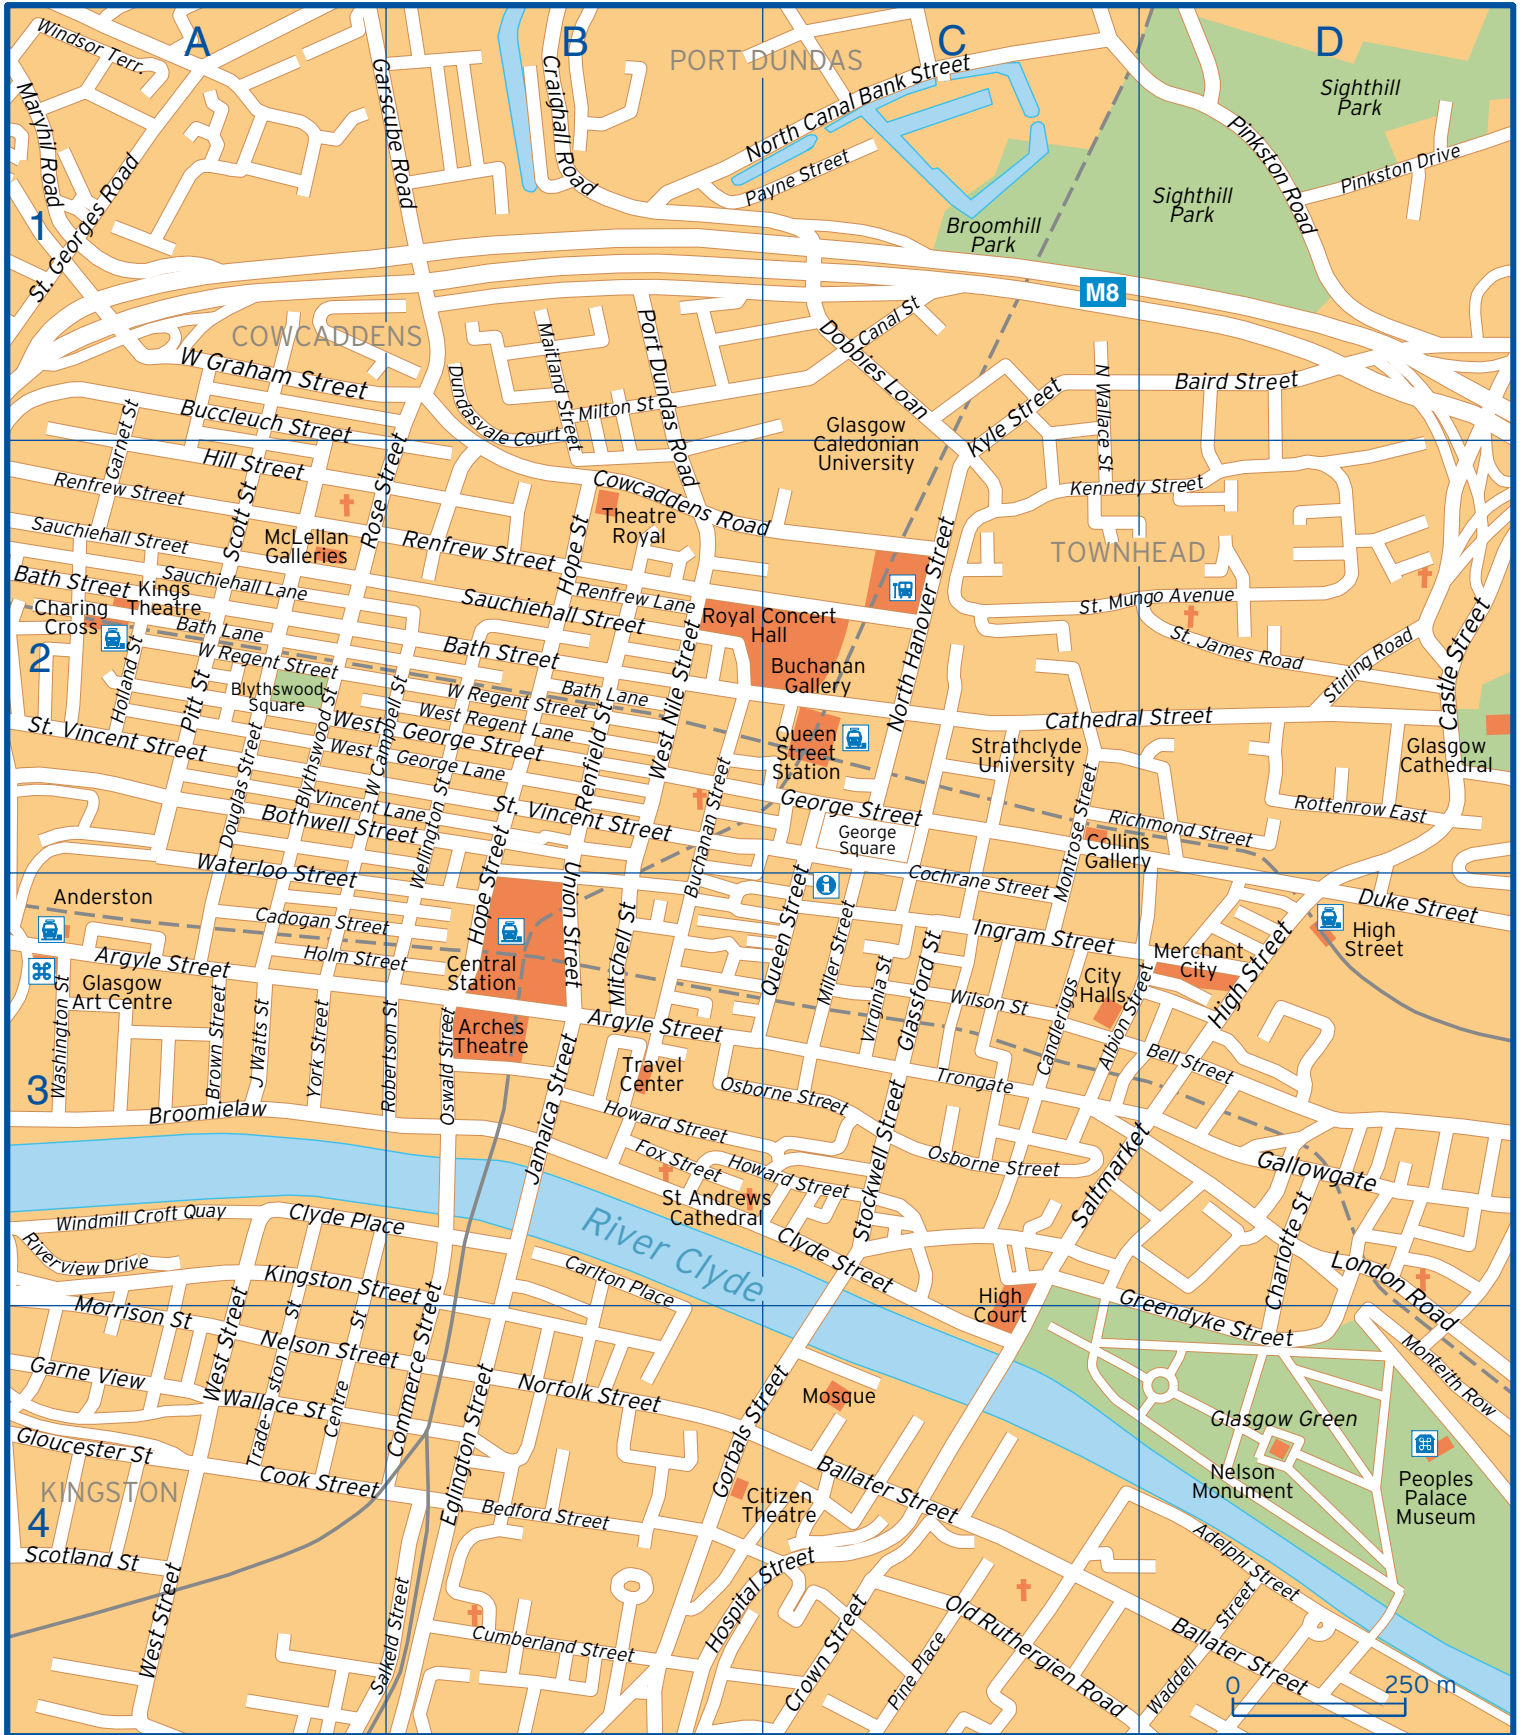 A
B
C
D
Windsor Terr.
PORT DUNDAS
Garscube Road
Craighall Road
North Canal Bank Street
Sighthill
Park
Maryhil Road
Pinkston Road
Pinkston Drive
St. Georges Road
Payne Street
Sighthill
Park
1
Broomhill
Park
M8
COWCADDENS
W Graham Street
Maitland Street
Port Dundas Road
Canal St
Dobbies Loan
Dundasvale Court
Milton St
Buccleuch Street
Garnet St
N Wallace St
Baird Street
Kyle Street
Glasgow
Caledonian
University
Hill Street
Renfrew Street
Scott St
Rose Street
Cowcaddens Road
Kennedy Street
Theatre
Royal
Sauchiehall Street
McLellan
Galleries
Renfrew Street
Hope St
North Hanover Street
TOWNHEAD
Bath Street
Kings
Theatre
Sauchiehall Lane
Charing
Cross
Renfrew Lane
Sauchiehall Street
Royal Concert
Hall
St. Mungo Avenue
Bath Lane
2
Holland St
W Regent Street
Bath Street
West Nile Street
St. James Road
Stirling Road
Castle Street
Pitt St
Blythswood
Square
Buchanan
Gallery
W Regent Street
Bath Lane
West Regent Lane
St. Vincent Street
Douglas Street
Blythswood St
W Campbell St
West George Street
West George Lane
Renfield St
Cathedral Street
Queen
Street
Station
Strathclyde
University
Glasgow
Cathedral
Vincent Lane
Bothwell Street
Wellington St
St. Vincent Street
Buchanan Street
George Street
George
Square
Montrose Street
Richmond Street
Rottenrow East
Collins
Gallery
Waterloo Street
Hope Street
Union Street
Queen Street
Cochrane Street
Duke Street
Anderston
Cadogan Street
Mitchell St
Miller Street
Ingram Street
High
Street
Argyle Street
Holm Street
Central
Station
Virginia St
Glassford St
Merchant
City
High Street
Glasgow
Art Centre
City
Halls
Wilson St
Candleriggs
Albion Street
Washington St
Brown Street
J Watts St
York Street
Robertson St
Oswald Street
Arches
Theatre
Argyle Street
Jamaica Street
Travel
Center
Osborne Street
Trongate
Bell Street
3
Broomielaw
Howard Street
Stockwell Street
Osborne Street
Saltmarket
Gallowgate
Fox Street
Howard Street
St Andrews
Cathedral
Windmill Croft Quay
Clyde Place
River Clyde
Clyde Street
Charlotte St
London Road
Riverview Drive
Kingston Street
Carlton Place
High
Court
Greendyke Street
Morrison St
West Street
Nelson Street
Commerce Street
Monteith Row
Garne View
Wallace St
Trade-
ston St
Centre St
Eglington Street
Norfolk Street
Gorbals Street
Mosque
Glasgow Green
Gloucester St
Cook Street
Ballater Street
Nelson
Monument
Peoples
Palace
Museum
KINGSTON
Bedford Street
Citizen
Theatre
4
Scotland St
Adelphi Street
West Street
Salkeld Street
Cumberland Street
Hospital Street
Crown Street
Pine Place
Old Ruthergien Road
Waddell Street
Ballater Street
0
250 m